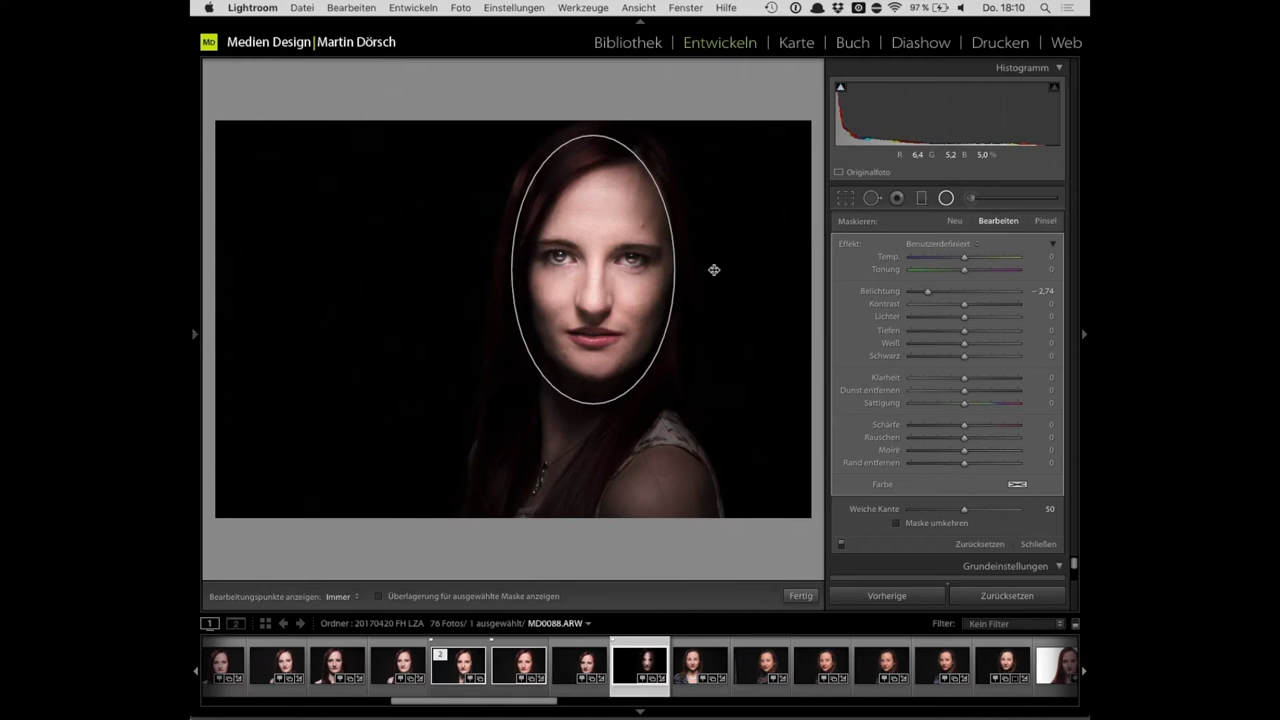 Lightroom Datei Bearbeiten Entwickeln Foto Einstellungen Werkzeuge Ansicht Fenster Hilfe 97 % Do. 18:10
MD Medien Design|Martin Dörsch Bibliothek Entwickeln Karte Buch Diashow Drucken Web
Histogramm
R 6,4 G 5,2 B 5,0 %
Originalfoto
Maskieren: Neu Bearbeiten Pinsel
Effekt: Benutzerdefiniert
Temp. 0
Tonung 0
Belichtung – 2,74
Kontrast 0
Lichter 0
Tiefen 0
Weiß 0
Schwarz 0
Klarheit 0
Dunst entfernen 0
Sättigung 0
Schärfe 0
Rauschen 0
Moire 0
Rand entfernen 0
Farbe
Weiche Kante 50
Maske umkehren
Zurücksetzen Schließen
Grundeinstellungen
Bearbeitungspunkte anzeigen: Immer Überlagerung für ausgewählte Maske anzeigen Fertig Vorherige Zurücksetzen
1 2 Ordner : 20170420 FH LZA 76 Fotos/ 1 ausgewählt/ MD0088.ARW Filter: Kein Filter
2